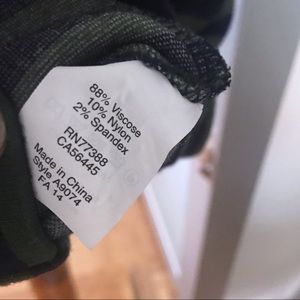 88% Viscose
10% Nylon
2% Spandex
RN77388
CA56445
Made in China
Style A9074
FA 14